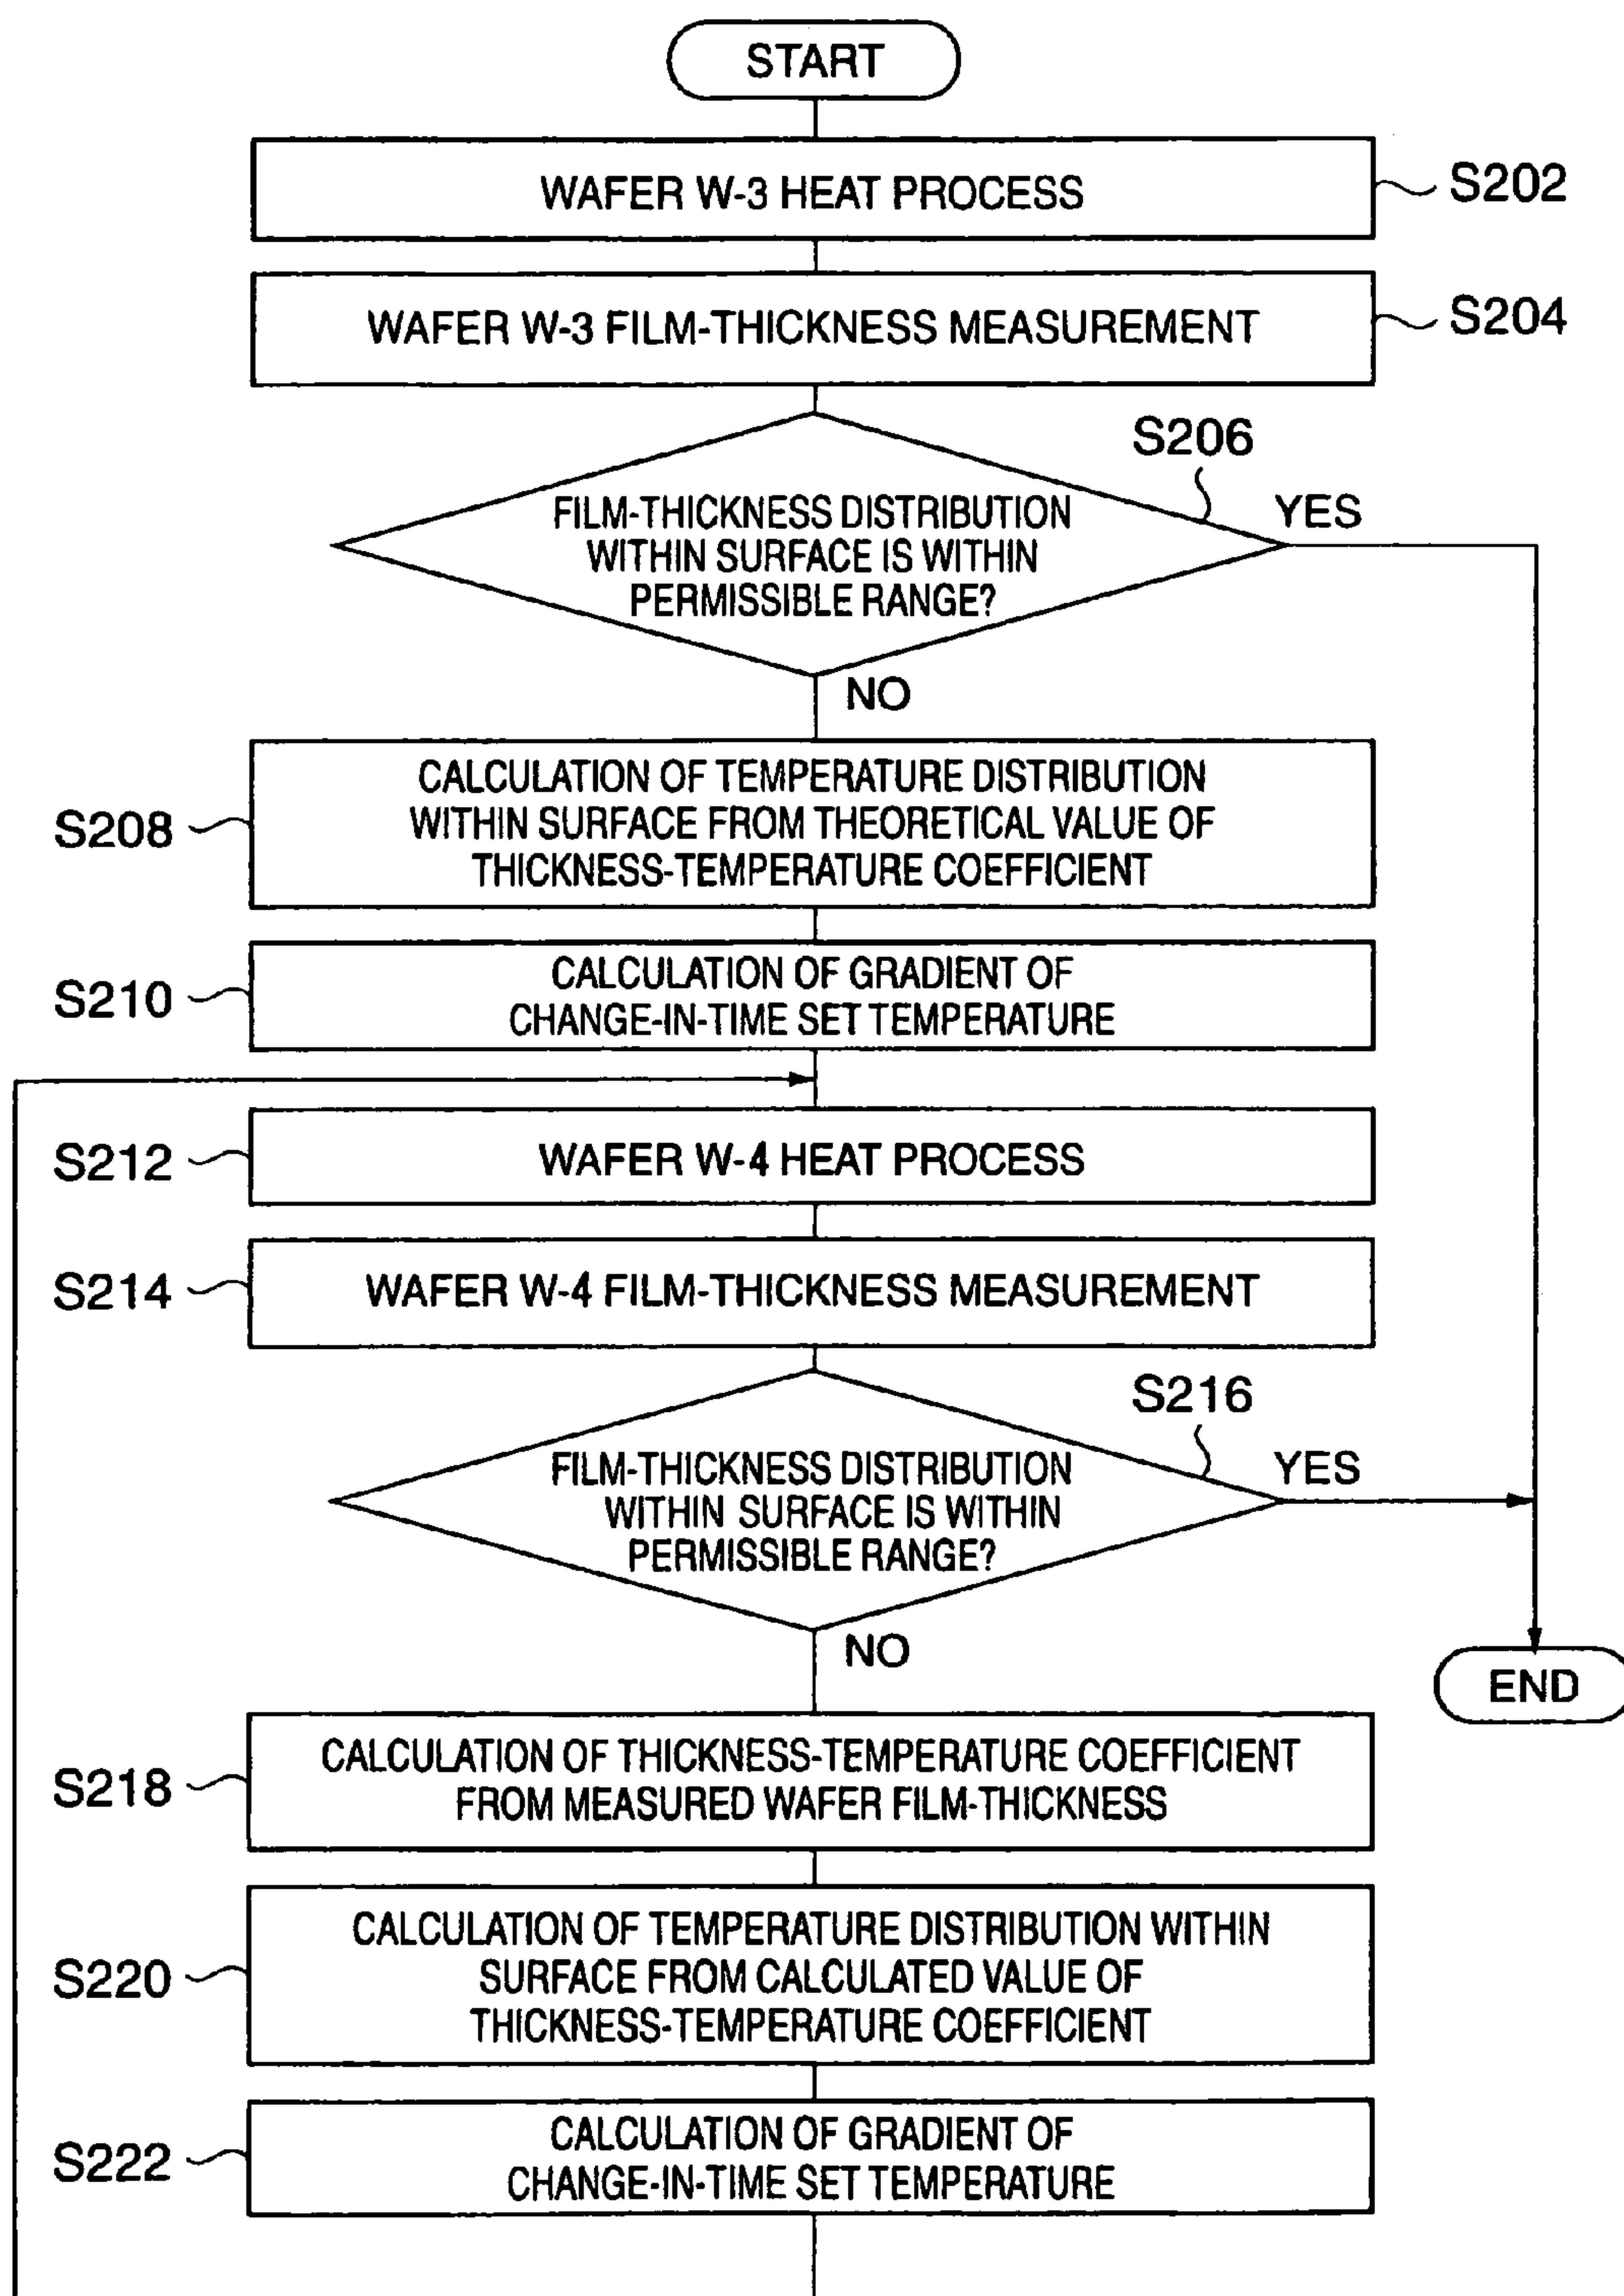 START
WAFER W-3 HEAT PROCESS
S202
WAFER W-3 FILM-THICKNESS MEASUREMENT
S204
S206
FILM-THICKNESS DISTRIBUTION
WITHIN SURFACE IS WITHIN
PERMISSIBLE RANGE?
YES
NO
S208
CALCULATION OF TEMPERATURE DISTRIBUTION
WITHIN SURFACE FROM THEORETICAL VALUE OF
THICKNESS-TEMPERATURE COEFFICIENT
S210
CALCULATION OF GRADIENT OF
CHANGE-IN-TIME SET TEMPERATURE
S212
WAFER W-4 HEAT PROCESS
S214
WAFER W-4 FILM-THICKNESS MEASUREMENT
S216
FILM-THICKNESS DISTRIBUTION
WITHIN SURFACE IS WITHIN
PERMISSIBLE RANGE?
YES
NO
END
S218
CALCULATION OF THICKNESS-TEMPERATURE COEFFICIENT
FROM MEASURED WAFER FILM-THICKNESS
S220
CALCULATION OF TEMPERATURE DISTRIBUTION WITHIN
SURFACE FROM CALCULATED VALUE OF
THICKNESS-TEMPERATURE COEFFICIENT
S222
CALCULATION OF GRADIENT OF
CHANGE-IN-TIME SET TEMPERATURE